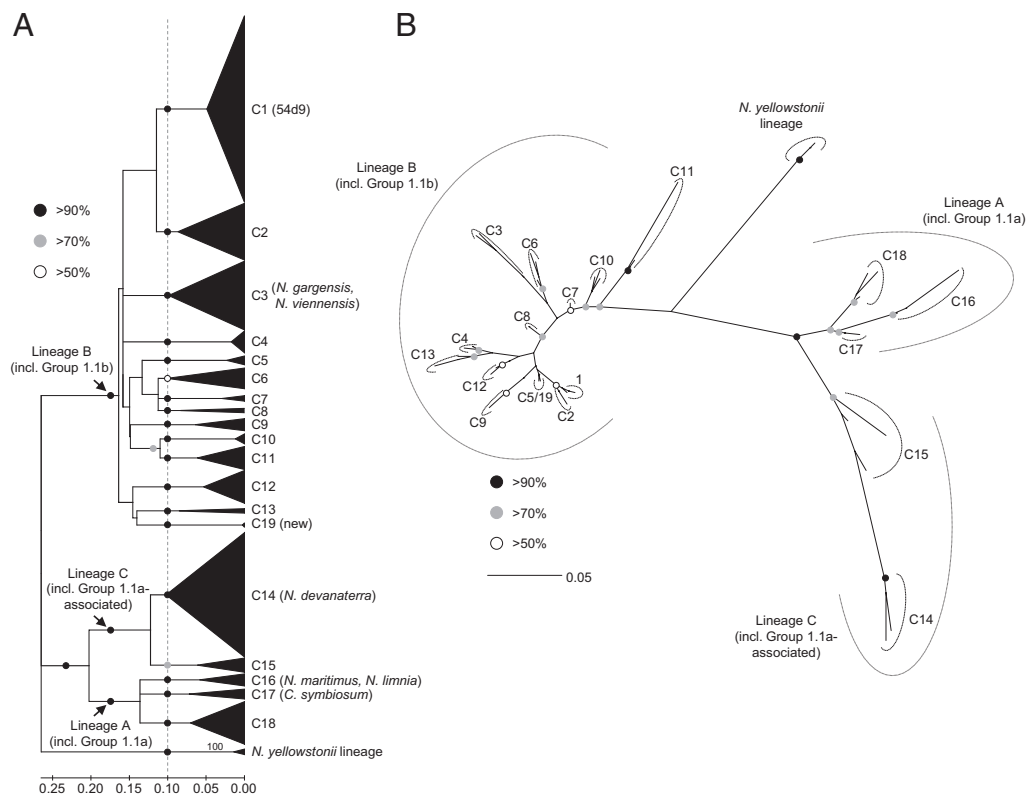 A
C1 (54d9)
>90%
>70%
>50%
C2
C3
(N. gargensis,
N. viennensis)
Lineage B
(incl. Group 1.1b)
C4
C5
C6
C7
C8
C9
C10
C11
C12
C13
C19 (new)
Lineage C
(incl. Group 1.1a-
associated)
C14 (N. devanaterra)
C15
C16 (N. maritimus, N. limnia)
C17 (C. symbiosum)
Lineage A
(incl. Group 1.1a)
C18
100
N. yellowstonii lineage
0.25 0.20 0.15 0.10 0.05 0.00
B
N. yellowstonii
lineage
Lineage B
(incl. Group 1.1b)
C11
Lineage A
(incl. Group 1.1a)
C3
C6
C10
C18
C16
C7
C8
C17
C4
C13
C12
1
C5/19
C2
C9
C15
>90%
>70%
>50%
0.05
C14
Lineage C
(incl. Group 1.1a-
associated)